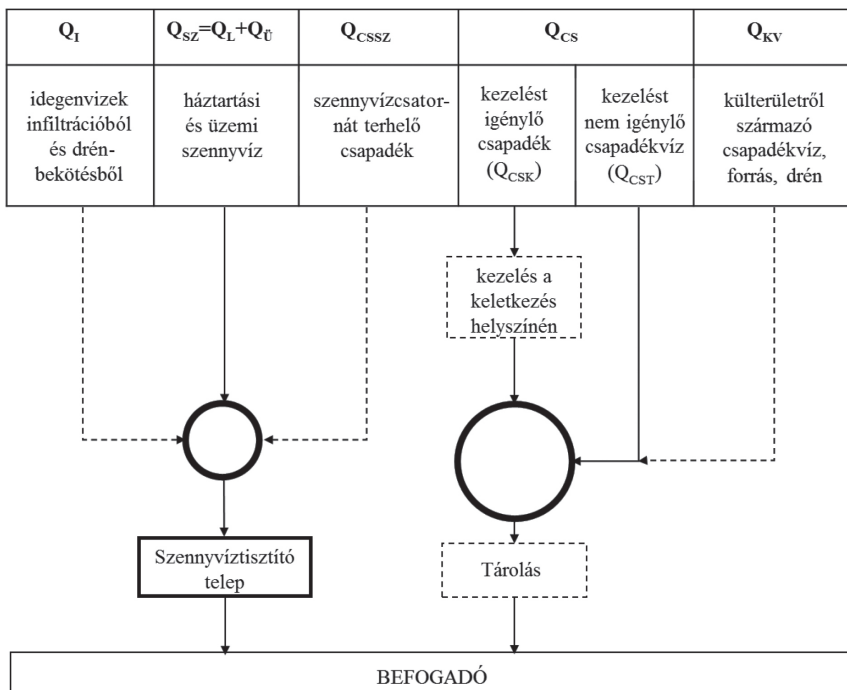 Q_I
Q_SZ=Q_L+Q_Ü
Q_CSSZ
Q_CS
Q_KV
idegenvizek
infiltrációból
és drén-
bekötésből
háztartási
és üzemi
szennyvíz
szennyvízcsator-
nát terhelő
csapadék
kezelést
igénylő
csapadék
(Q_CSK)
kezelést
nem igénylő
csapadékvíz
(Q_CST)
külterületről
származó
csapadékvíz,
forrás, drén
kezelés a
keletkezés
helyszínén
Szennyvíztisztító
telep
Tárolás
BEFOGADÓ